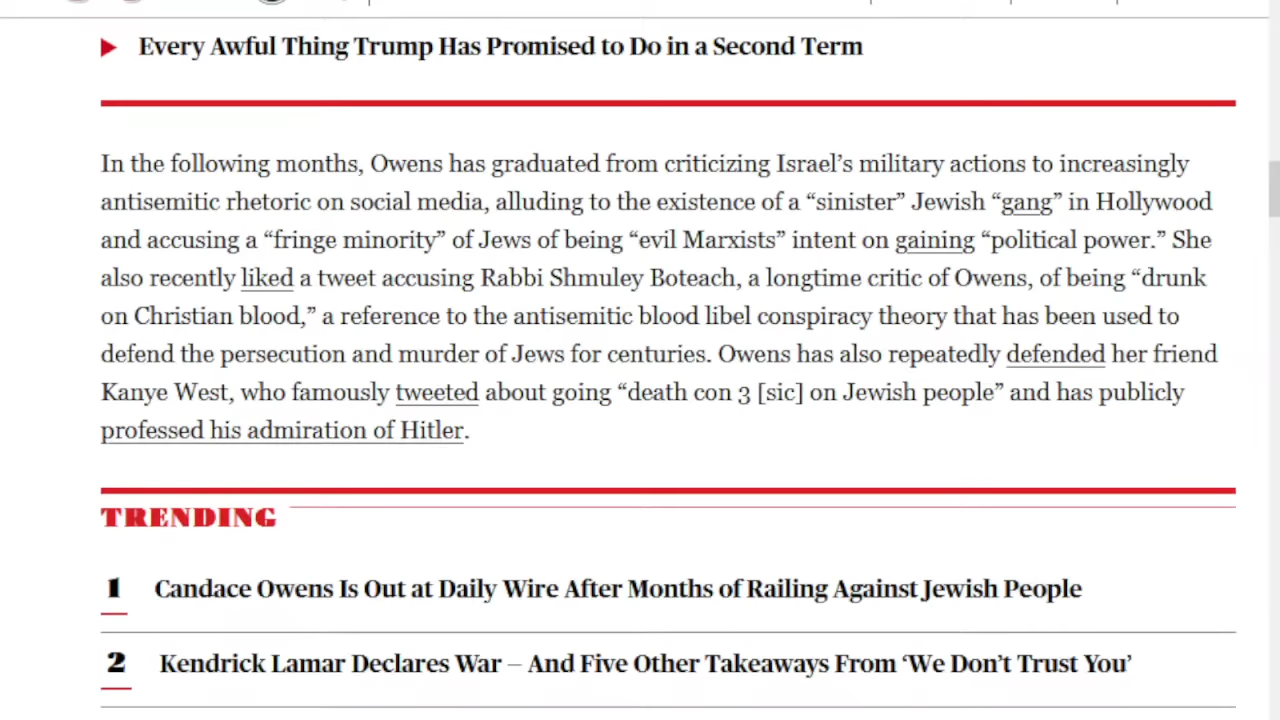 Every Awful Thing Trump Has Promised to Do in a Second Term
In the following months, Owens has graduated from criticizing Israel’s military actions to increasingly
antisemitic rhetoric on social media, alluding to the existence of a “sinister” Jewish “gang” in Hollywood
and accusing a “fringe minority” of Jews of being “evil Marxists” intent on gaining “political power.” She
also recently liked a tweet accusing Rabbi Shmuley Boteach, a longtime critic of Owens, of being “drunk
on Christian blood,” a reference to the antisemitic blood libel conspiracy theory that has been used to
defend the persecution and murder of Jews for centuries. Owens has also repeatedly defended her friend
Kanye West, who famously tweeted about going “death con 3 [sic] on Jewish people” and has publicly
professed his admiration of Hitler.
TRENDING
1 Candace Owens Is Out at Daily Wire After Months of Railing Against Jewish People
2 Kendrick Lamar Declares War – And Five Other Takeaways From ‘We Don’t Trust You’